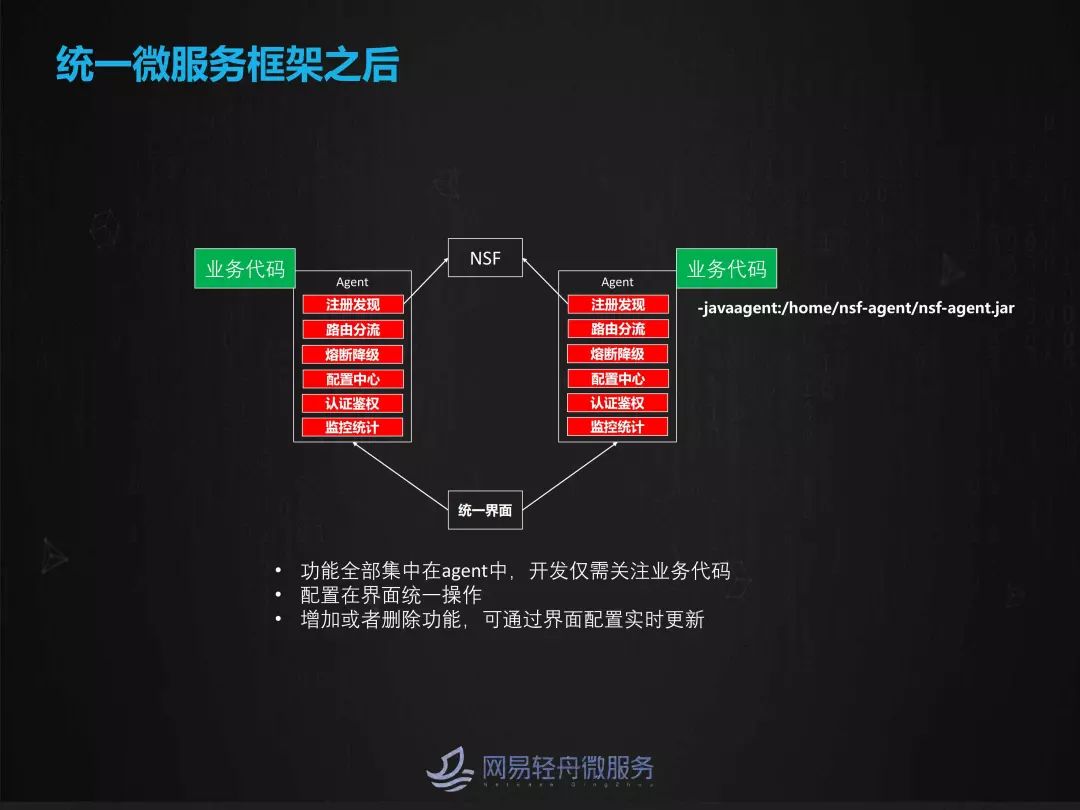 统一微服务框架之后
业务代码
NSF
业务代码
Agent
注册发现
路由分流
熔断降级
配置中心
认证鉴权
监控统计
Agent
注册发现
路由分流
熔断降级
配置中心
认证鉴权
监控统计
-javaagent:/home/nsf-agent/nsf-agent.jar
统一界面
• 功能全部集中在agent中，开发仅需关注业务代码
• 配置在界面统一操作
• 增加或者删除功能，可通过界面配置实时更新
网易轻舟微服务
Netease QingZhou